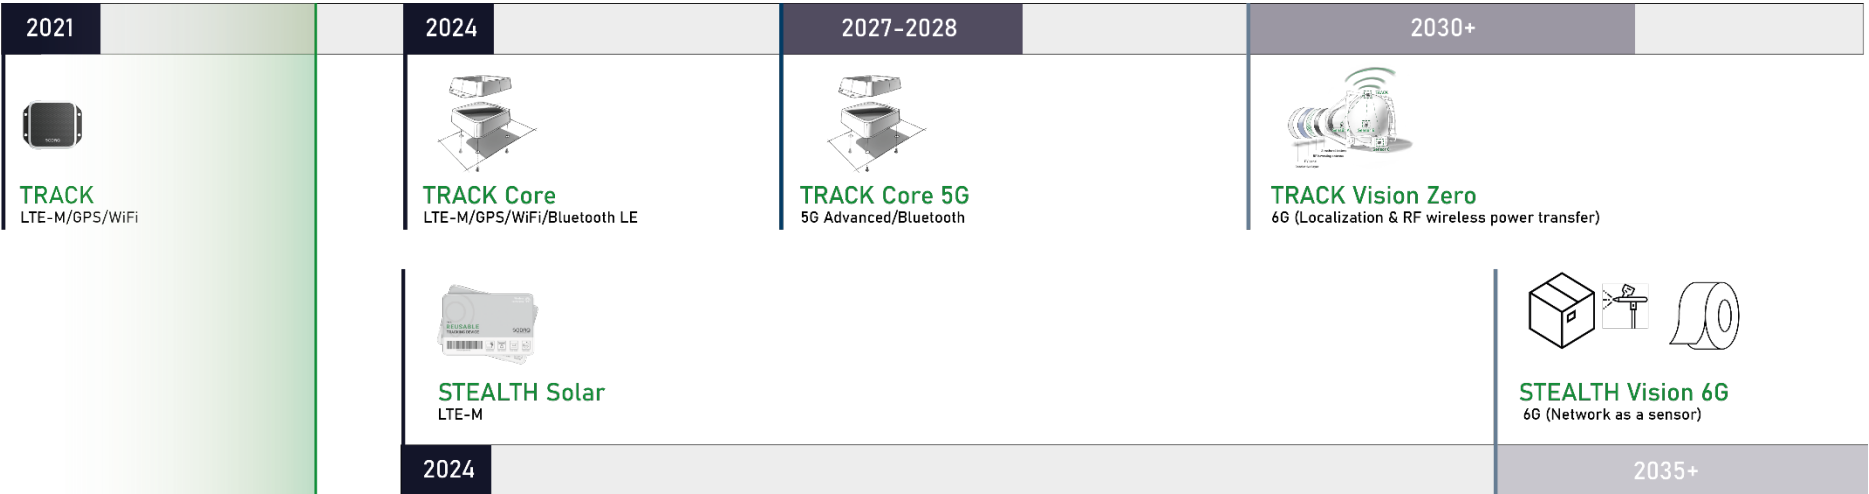 2021
2024
2027-2028
2030+
TRACK
LTE-M/GPS/WiFi
TRACK Core
LTE-M/GPS/WiFi/Bluetooth LE
TRACK Core 5G
5G Advanced/Bluetooth
TRACK Vision Zero
6G (Localization & RF wireless power transfer)
REUSABLE
TRACKING DEVICE
STEALTH Solar
LTE-M
STEALTH Vision 6G
6G (Network as a sensor)
2024
2035+